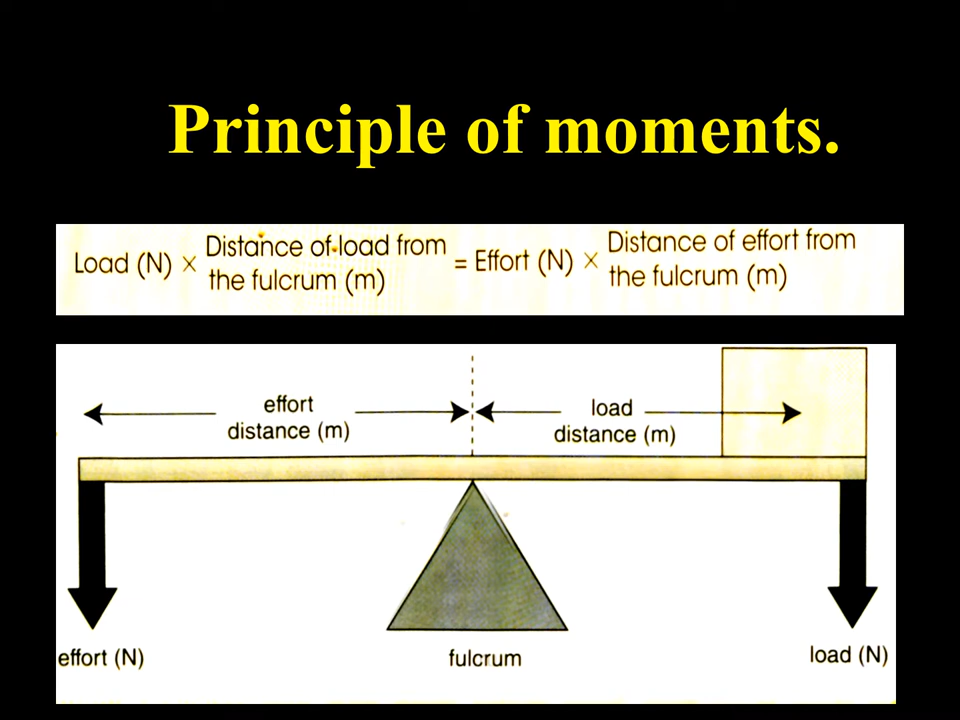 Principle of moments.
Load (N) × Distance of load from the fulcrum (m) = Effort (N) × Distance of effort from the fulcrum (m)
effort distance (m)
load distance (m)
effort (N)
fulcrum
load (N)